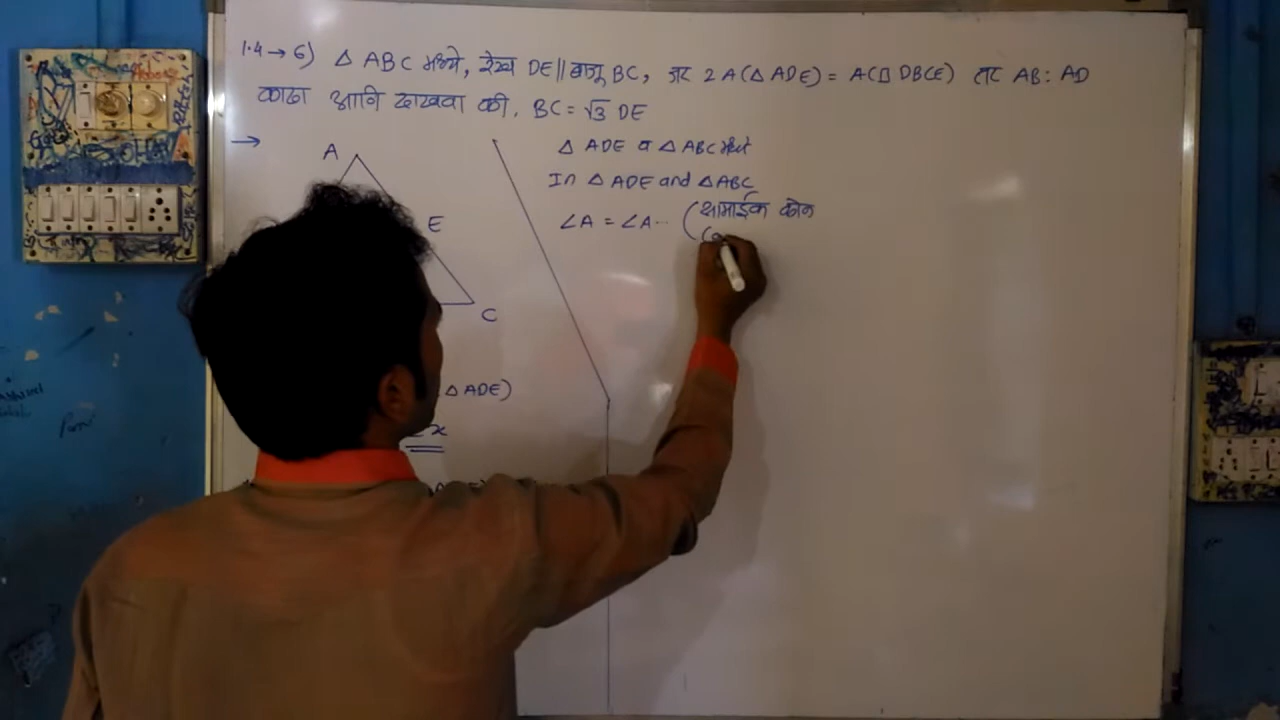 1.4→ 6) △ ABC मध्ये, रेख DE || बाजू BC, जर 2A(△ ADE) = A(□ DBCE) तर AB : AD
काढा आणि दाखवा की, BC = √3 DE
→
A
E
C
△ ADE)
x
△ ADE व △ ABC मध्ये
In △ ADE and △ABC
∠A = ∠A... (सामाईक कोन